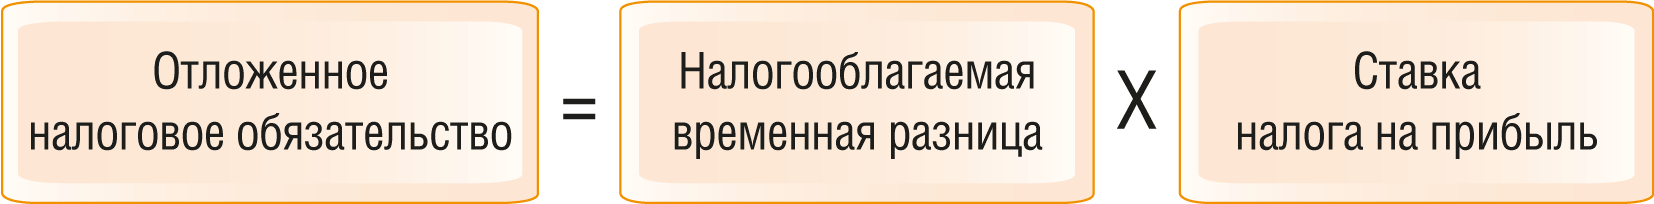 Отложенное
налоговое обязательство
=
Налогооблагаемая
временная разница
X
Ставка
налога на прибыль